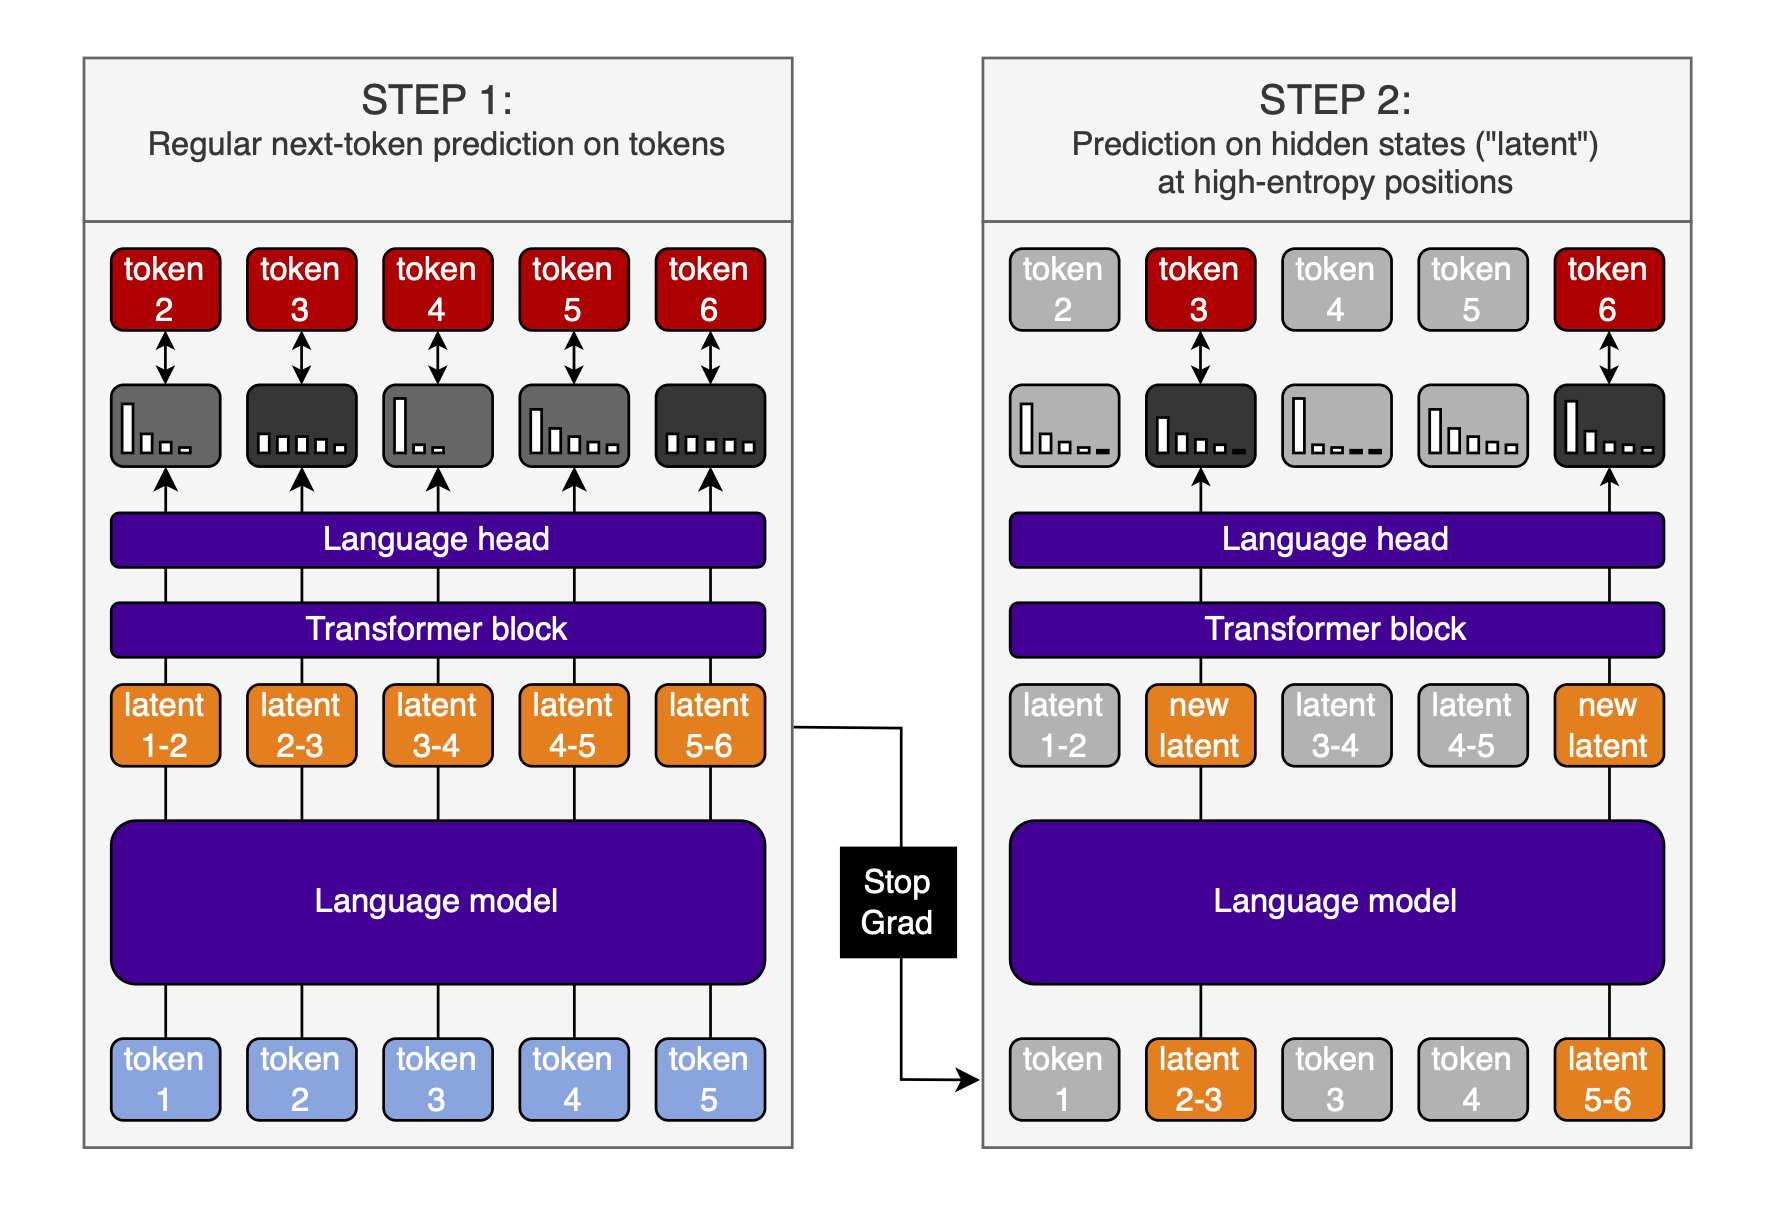 STEP 1:
Regular next-token prediction on tokens
token
2
token
3
token
4
token
5
token
6
Language head
Transformer block
latent
1-2
latent
2-3
latent
3-4
latent
4-5
latent
5-6
Language model
token
1
token
2
token
3
token
4
token
5
Stop
Grad
STEP 2:
Prediction on hidden states ("latent")
at high-entropy positions
token
2
token
3
token
4
token
5
token
6
Language head
Transformer block
latent
1-2
new
latent
latent
3-4
latent
4-5
new
latent
Language model
token
1
latent
2-3
token
3
token
4
latent
5-6